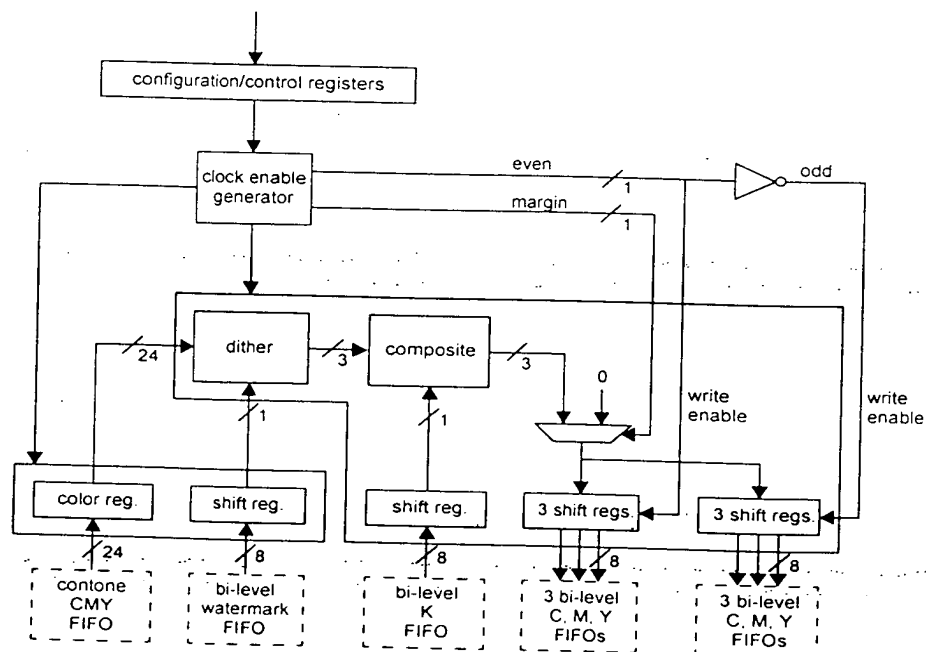 configuration/control registers
clock enable
generator
even
1
odd
margin
1
dither
composite
24
3
3
0
1
1
write
enable
write
enable
color reg.
shift reg.
shift reg.
3 shift regs.
3 shift regs.
24
8
8
8
8
contone
CMY
FIFO
bi-level
watermark
FIFO
bi-level
K
FIFO
3 bi-level
C, M, Y
FIFOs
3 bi-level
C, M, Y
FIFOs